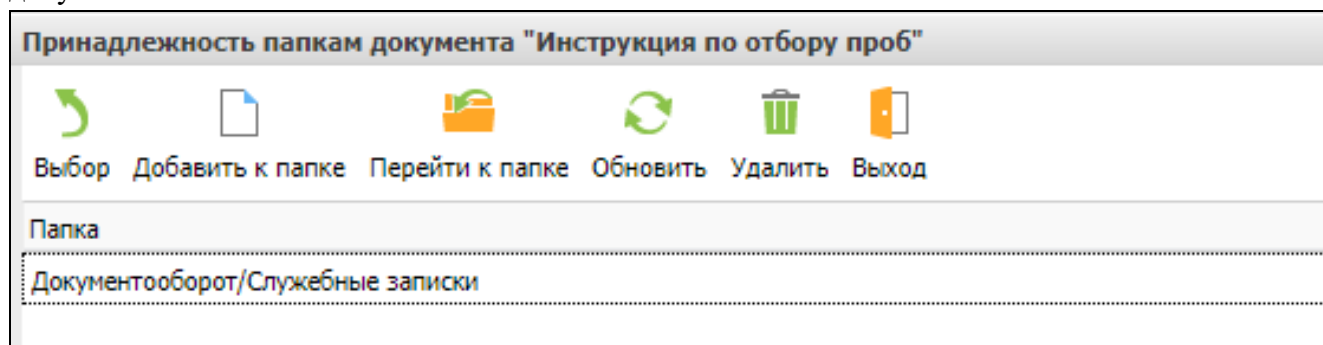 Принадлежность папкам документа "Инструкция по отбору проб"
Выбор Добавить к папке Перейти к папке Обновить Удалить Выход
Папка
Документооборот/Служебные записки